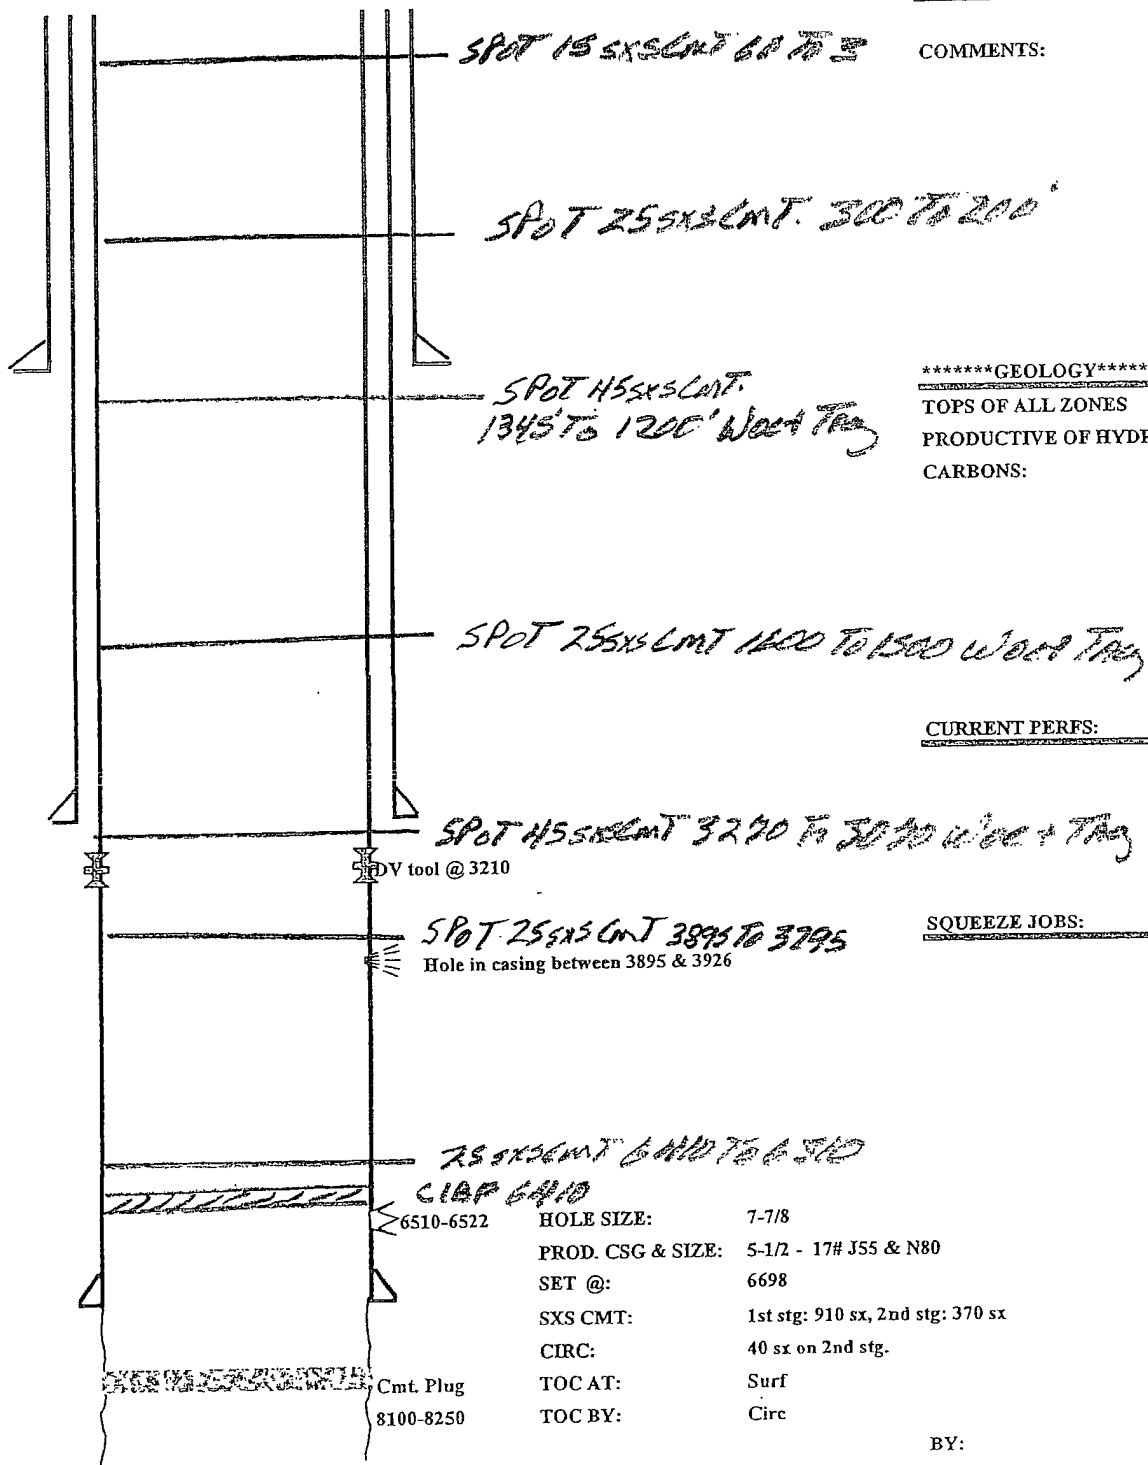 SPOT 15 SXS CMT 60 TO 3
COMMENTS:
SPOT 25 SXS CMT. 300 TO 200'
*******GEOLOGY*****
SPOT 45 SXS CMT.
1345' TO 1200' WOC & TAG
TOPS OF ALL ZONES
PRODUCTIVE OF HYDR
CARBONS:
SPOT 25 SXS CMT 1600 TO 1500 WOC & TAG
CURRENT PERFS:
SPOT 45 SXS CMT 3270 TO 3070 WOC + TAG
DV tool @ 3210
SPOT 25 SXS CMT 3895 TO 3795
SQUEEZE JOBS:
Hole in casing between 3895 & 3926
25 SXS CMT 6410 TO 6310
CIBP 6410
6510-6522
HOLE SIZE: 7-7/8
PROD. CSG & SIZE: 5-1/2 - 17# J55 & N80
SET @: 6698
SXS CMT: 1st stg: 910 sx, 2nd stg: 370 sx
CIRC: 40 sx on 2nd stg.
Cmt. Plug
TOC AT: Surf
8100-8250
TOC BY: Circ
BY: